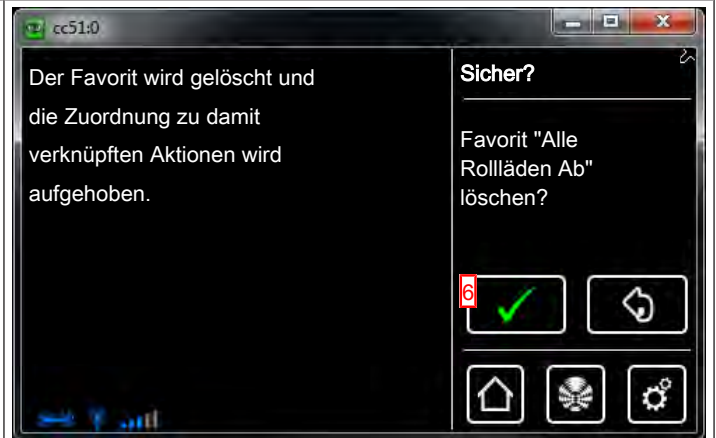 cc51:0
Der Favorit wird gelöscht und
die Zuordnung zu damit
verknüpften Aktionen wird
aufgehoben.
Sicher?
Favorit "Alle
Rollläden Ab"
löschen?
6